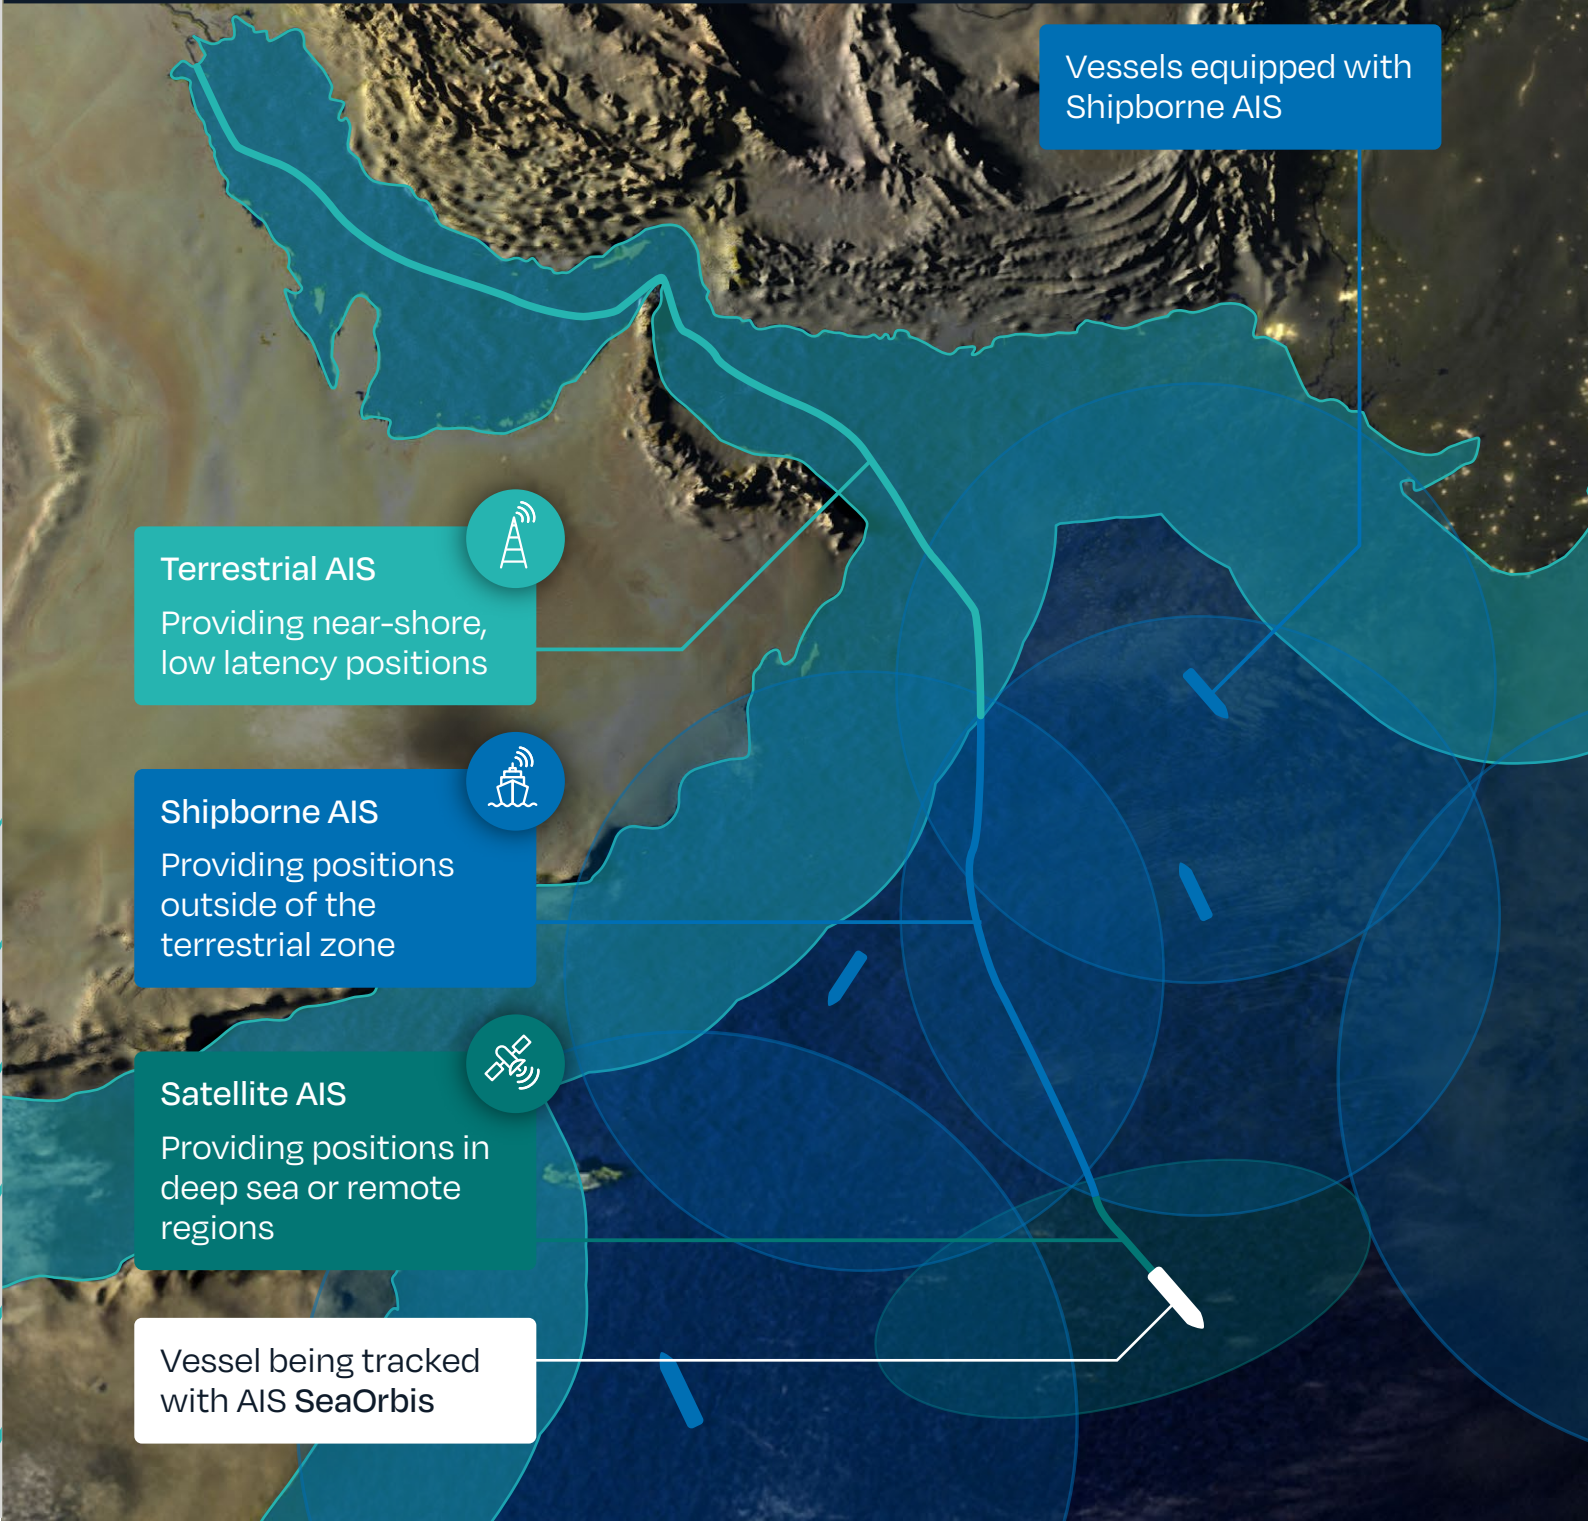 Vessels equipped with
Shipborne AIS
Terrestrial AIS
Providing near-shore,
low latency positions
Shipborne AIS
Providing positions
outside of the
terrestrial zone
Satellite AIS
Providing positions in
deep sea or remote
regions
Vessel being tracked
with AIS SeaOrbis